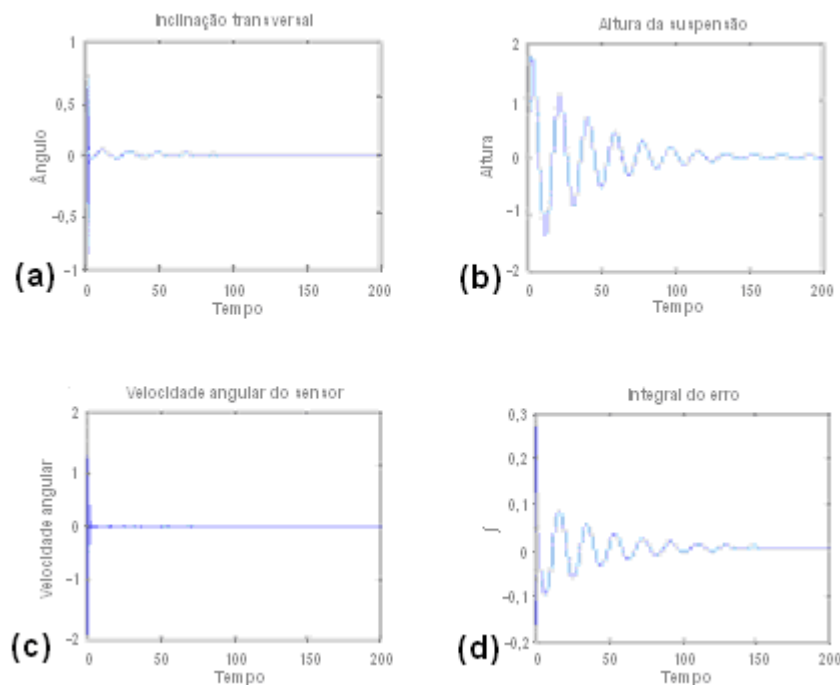 Inclinação transversal
1
0,5
0
-0,5
-1
Ângulo
0
50
100
150
200
Tempo
(a)
Altura da suspensão
2
1
0
-1
-2
Altura
0
50
100
150
200
Tempo
(b)
Velocidade angular do sensor
2
1
0
-1
-2
Velocidade angular
0
50
100
150
200
Tempo
(c)
Integral do erro
0,3
0,2
0,1
0
-0,1
-0,2
∫
0
50
100
150
200
Tempo
(d)